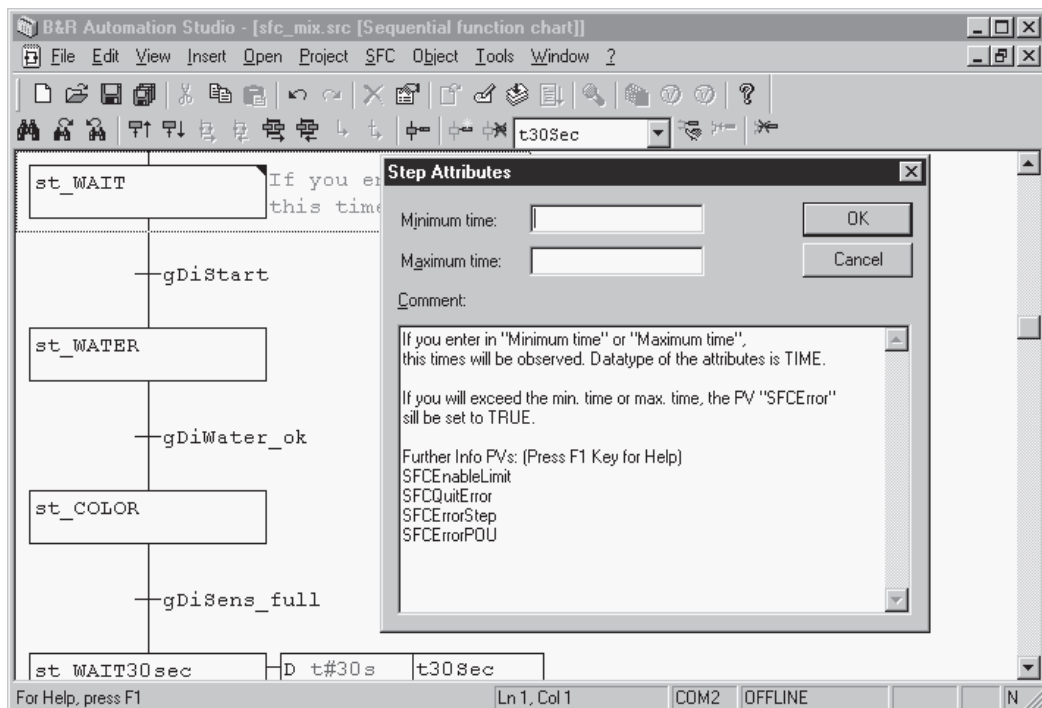 B&R Automation Studio - [sfc_mix.src [Sequential function chart]]
File Edit View Insert Open Project SFC Object Tools Window ?
t30Sec
st_WAIT
If you e
this time
gDiStart
st_WATER
gDiWater_ok
st_COLOR
gDiSens_full
st WAIT30sec
D t#30s
t30Sec
Step Attributes
Minimum time:
Maximum time:
OK
Cancel
Comment:
If you enter in "Minimum time" or "Maximum time",
this times will be observed. Datatype of the attributes is TIME.
If you will exceed the min. time or max. time, the PV "SFCError"
sill be set to TRUE.
Further Info PVs: (Press F1 Key for Help)
SFCEnableLimit
SFCQuitError
SFCErrorStep
SFCErrorPOU
For Help, press F1
Ln 1, Col 1
COM2
OFFLINE
N